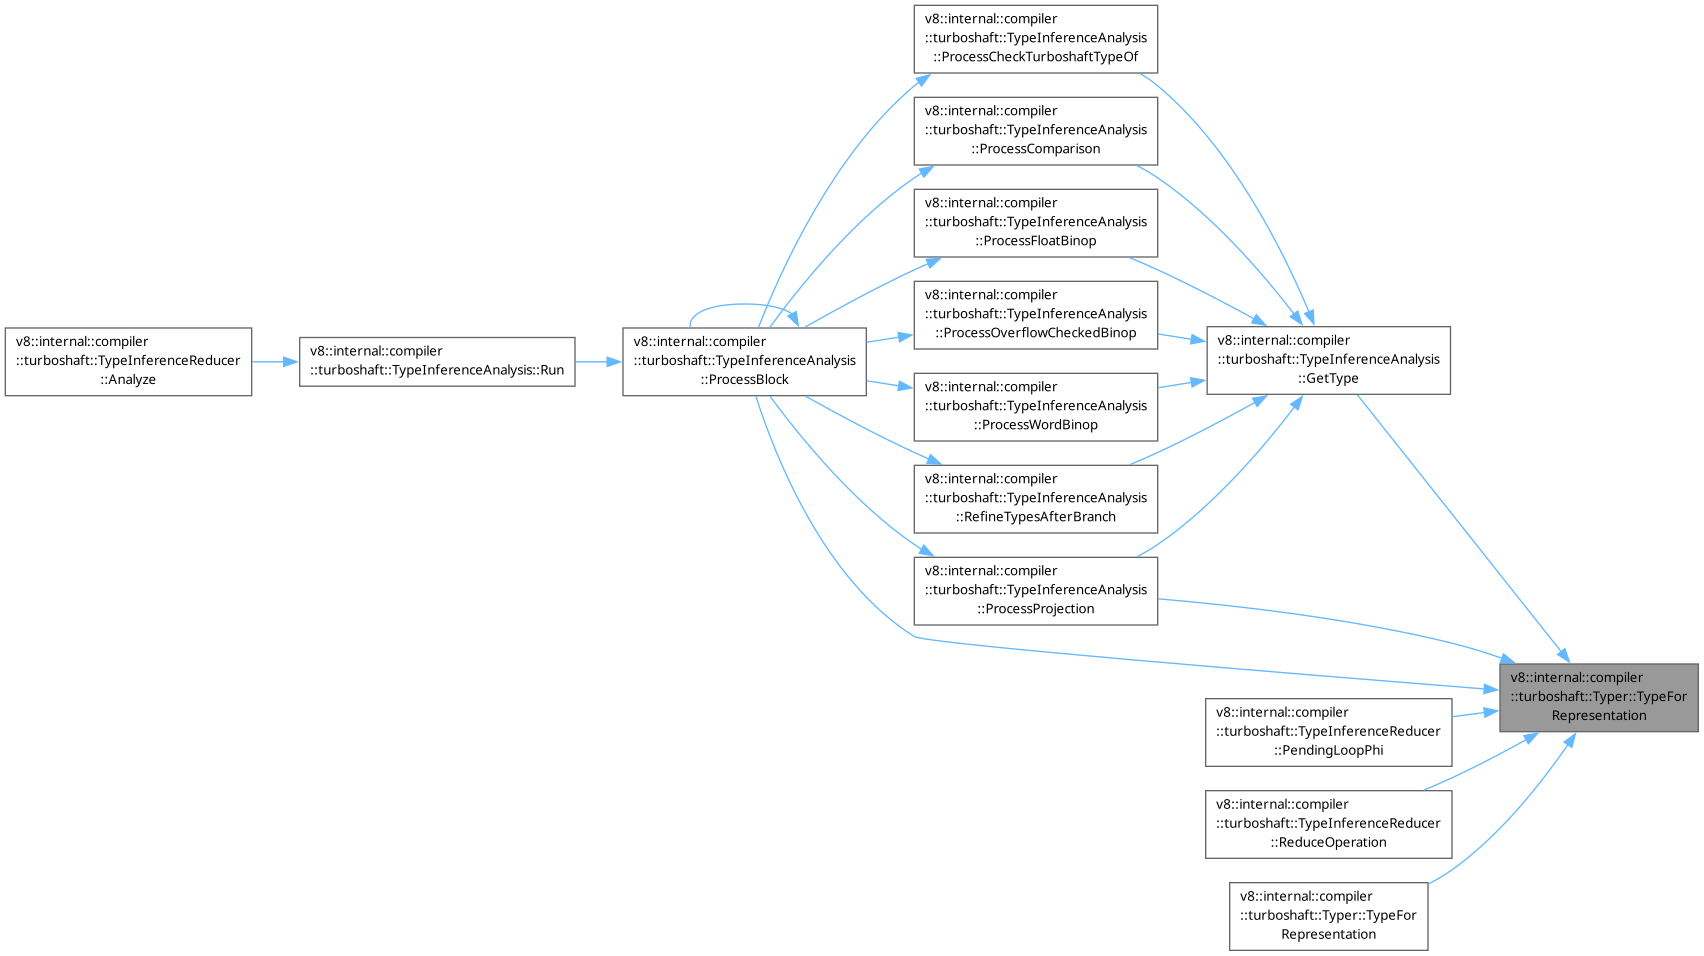 v8::internal::compiler
::turboshaft::TypeInferenceAnalysis
::ProcessCheckTurboshaftTypeOf
v8::internal::compiler
::turboshaft::TypeInferenceAnalysis
::ProcessComparison
v8::internal::compiler
::turboshaft::TypeInferenceAnalysis
::ProcessFloatBinop
v8::internal::compiler
::turboshaft::TypeInferenceAnalysis
::ProcessOverflowCheckedBinop
v8::internal::compiler
::turboshaft::TypeInferenceReducer
::Analyze
v8::internal::compiler
::turboshaft::TypeInferenceAnalysis::Run
v8::internal::compiler
::turboshaft::TypeInferenceAnalysis
::ProcessBlock
v8::internal::compiler
::turboshaft::TypeInferenceAnalysis
::GetType
v8::internal::compiler
::turboshaft::TypeInferenceAnalysis
::ProcessWordBinop
v8::internal::compiler
::turboshaft::TypeInferenceAnalysis
::RefineTypesAfterBranch
v8::internal::compiler
::turboshaft::TypeInferenceAnalysis
::ProcessProjection
v8::internal::compiler
::turboshaft::Typer::TypeFor
Representation
v8::internal::compiler
::turboshaft::TypeInferenceReducer
::PendingLoopPhi
v8::internal::compiler
::turboshaft::TypeInferenceReducer
::ReduceOperation
v8::internal::compiler
::turboshaft::Typer::TypeFor
Representation